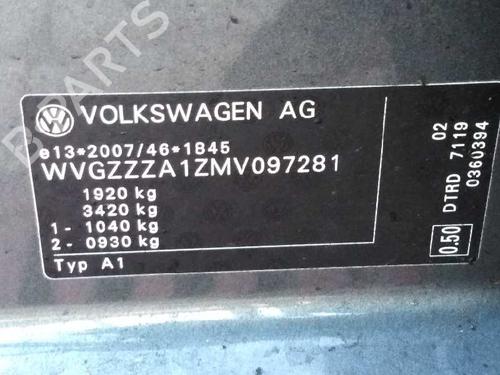 VOLKSWAGEN AG
e13*2007/46*1845
WVGZZZA1ZMV097281
1920 kg
3420 kg
1- 1040 kg
2- 0930 kg
Typ A1
02
DTRD 7119
0.50 0360394
B-PARTS